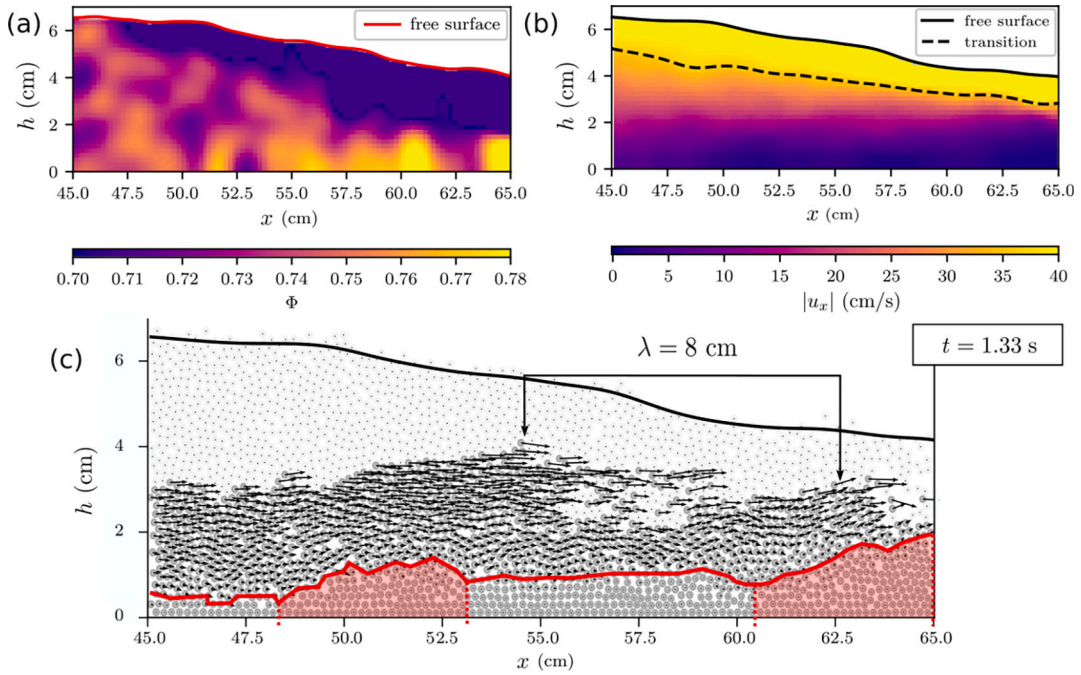 (a)
free surface
6
4
2
0
h (cm)
45.0 47.5 50.0 52.5 55.0 57.5 60.0 62.5 65.0
x (cm)
0.70 0.71 0.72 0.73 0.74 0.75 0.76 0.77 0.78
Φ
(b)
free surface
transition
6
4
2
0
h (cm)
45.0 47.5 50.0 52.5 55.0 57.5 60.0 62.5 65.0
x (cm)
0 5 10 15 20 25 30 35 40
|uₓ| (cm/s)
(c)
λ = 8 cm
t = 1.33 s
6
4
2
0
h (cm)
45.0 47.5 50.0 52.5 55.0 57.5 60.0 62.5 65.0
x (cm)